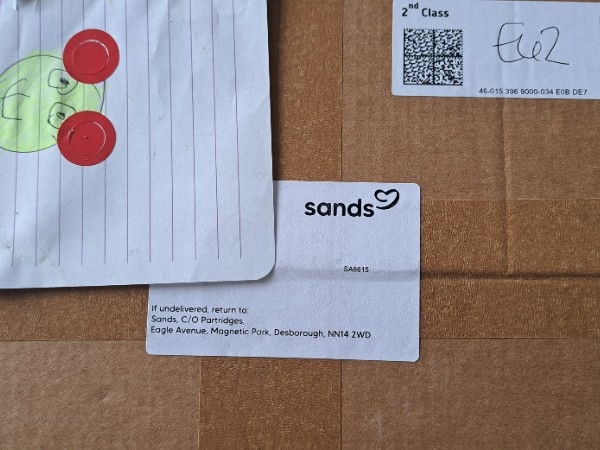 2nd Class
46-015 396 9000-034 E0B DE7
sands
SA8615
If undelivered, return to:
Sands, C/O Partridges,
Eagle Avenue, Magnetic Park, Desborough, NN14 2WD